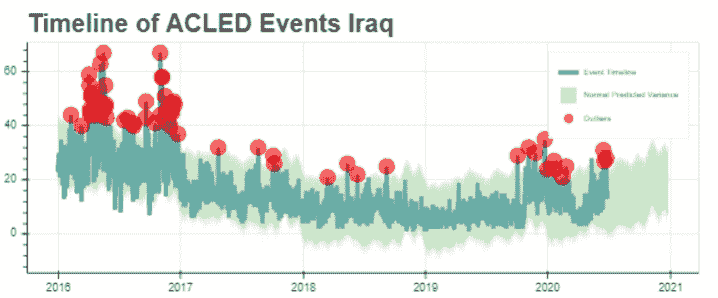 Timeline of ACLED Events Iraq
60
40
20
0
Event Timeline
Normal Predicted Variance
Outliers
2016 2017 2018 2019 2020 2021